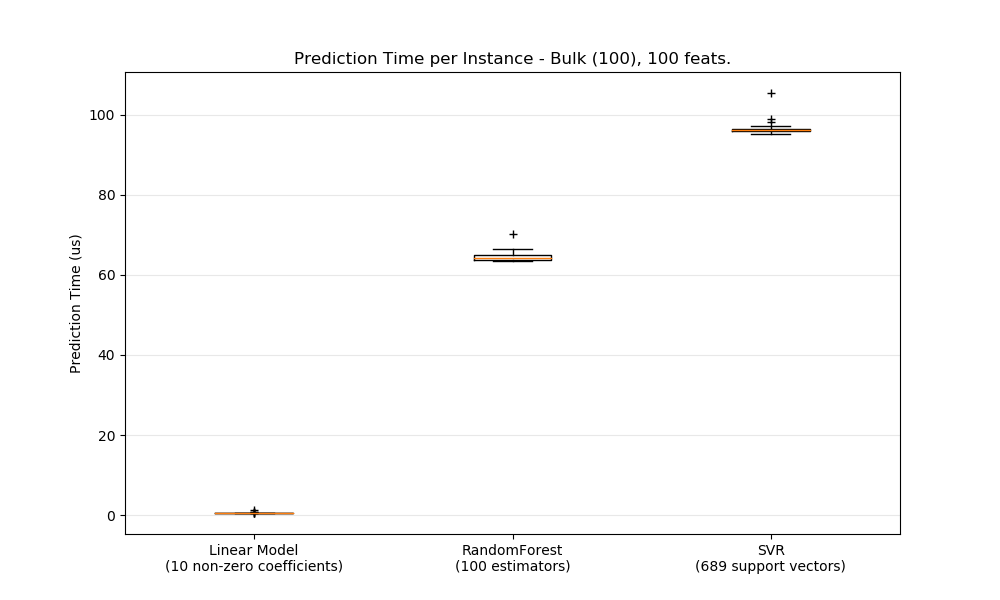 Prediction Time per Instance - Bulk (100), 100 feats.
Prediction Time (us)
100
80
60
40
20
0
Linear Model
(10 non-zero coefficients)
RandomForest
(100 estimators)
SVR
(689 support vectors)